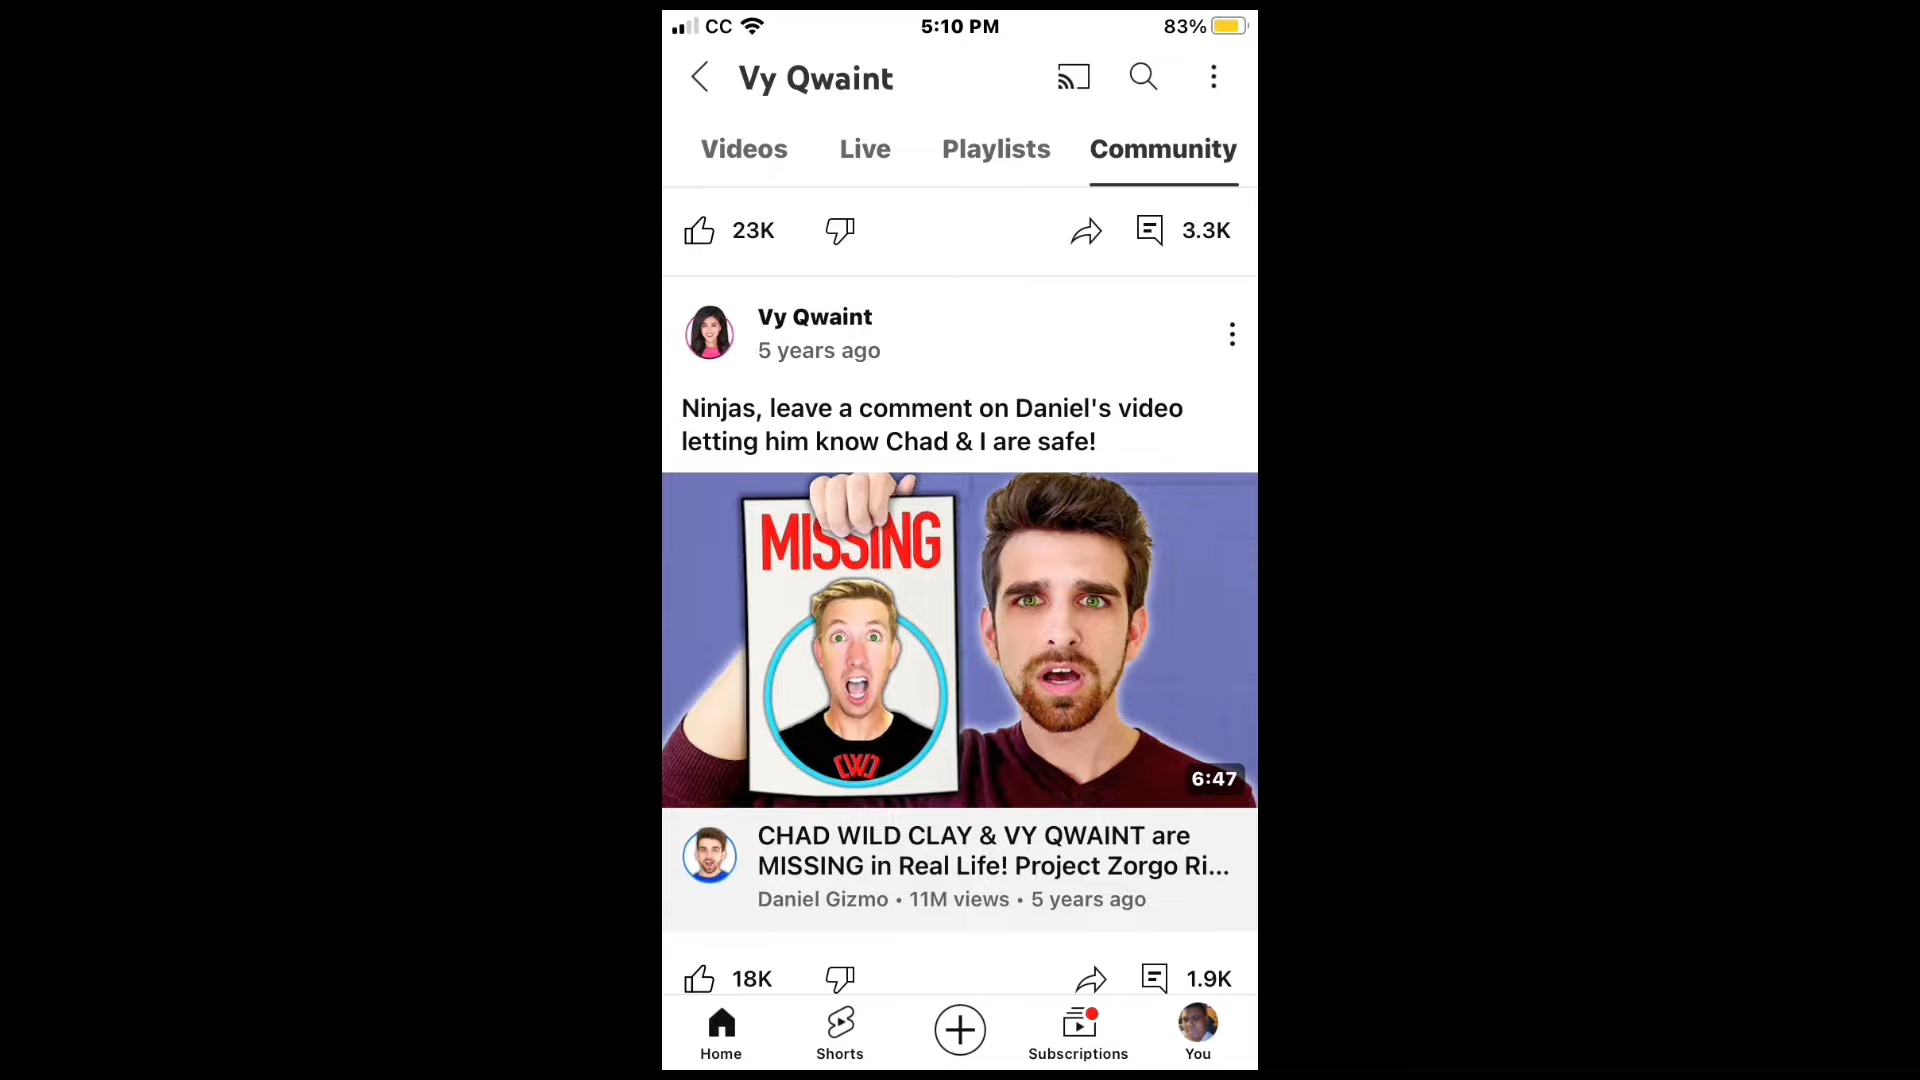 CC 5:10 PM 83%
Vy Qwaint
Videos Live Playlists Community
23K 3.3K
Vy Qwaint
5 years ago
Ninjas, leave a comment on Daniel's video
letting him know Chad & I are safe!
MISSING
CWC
6:47
CHAD WILD CLAY & VY QWAINT are
MISSING in Real Life! Project Zorgo Ri...
Daniel Gizmo • 11M views • 5 years ago
18K 1.9K
Home Shorts Subscriptions You